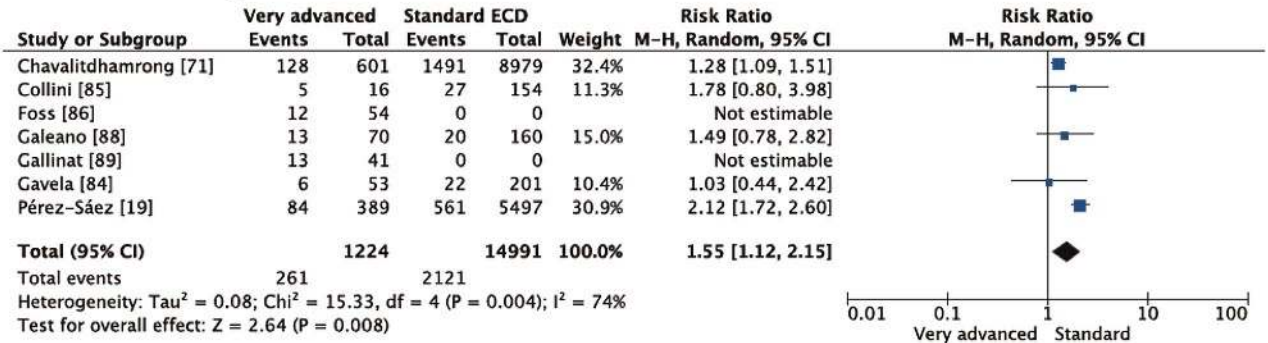 Very advanced Standard ECD Risk Ratio Risk Ratio
Study or Subgroup Events Total Events Total Weight M-H, Random, 95% CI M-H, Random, 95% CI
Chavalitdhamrong [71] 128 601 1491 8979 32.4% 1.28 [1.09, 1.51]
Collini [85] 5 16 27 154 11.3% 1.78 [0.80, 3.98]
Foss [86] 12 54 0 0 Not estimable
Galeano [88] 13 70 20 160 15.0% 1.49 [0.78, 2.82]
Gallinat [89] 13 41 0 0 Not estimable
Gavela [84] 6 53 22 201 10.4% 1.03 [0.44, 2.42]
Pérez-Sáez [19] 84 389 561 5497 30.9% 2.12 [1.72, 2.60]
Total (95% CI) 1224 14991 100.0% 1.55 [1.12, 2.15]
Total events 261 2121
Heterogeneity: Tau² = 0.08; Chi² = 15.33, df = 4 (P = 0.004); I² = 74%
Test for overall effect: Z = 2.64 (P = 0.008)
0.01 0.1 1 10 100
Very advanced Standard